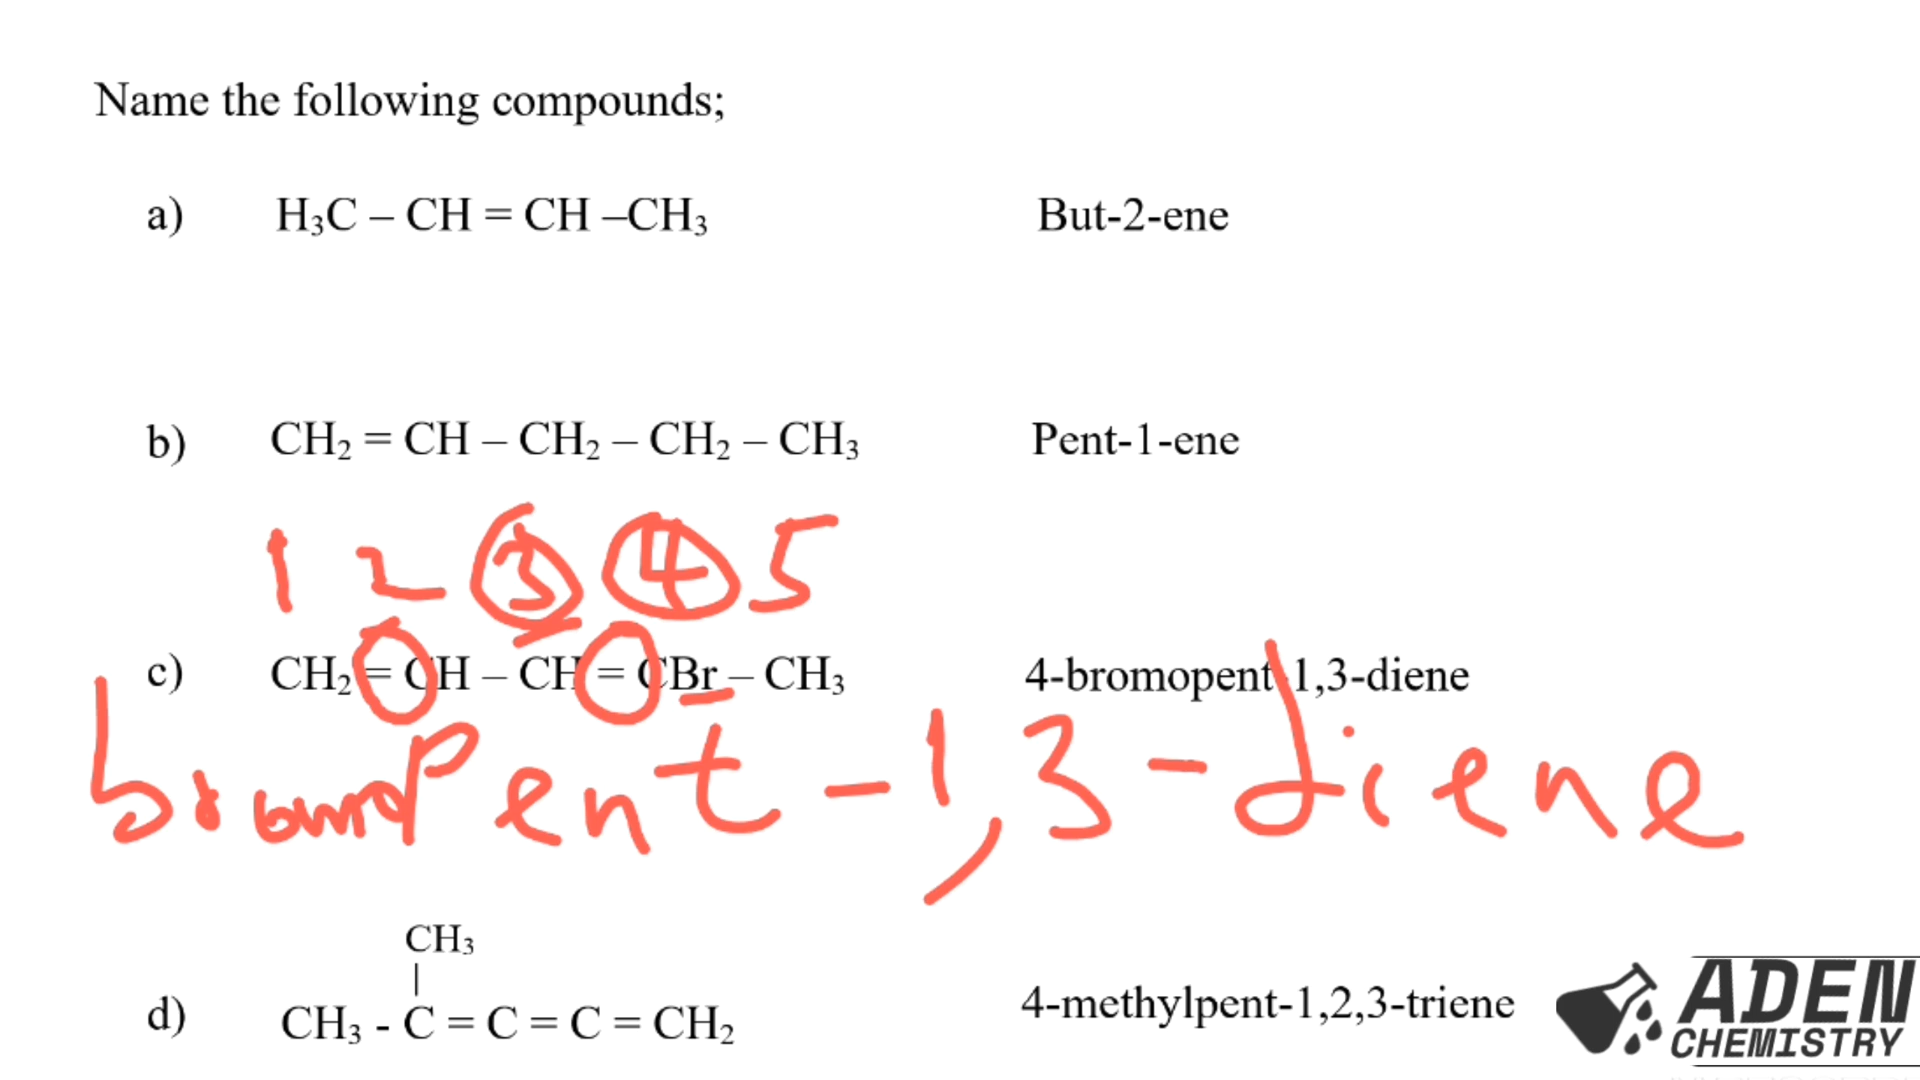 Name the following compounds;
a) H₃C – CH = CH –CH₃ But-2-ene
b) CH₂ = CH – CH₂ – CH₂ – CH₃ Pent-1-ene
1 2 3 4 5
c) CH₂ = CH – CH = CBr – CH₃ 4-bromopent-1,3-diene
bromopent-1,3-diene
CH₃
|
d) CH₃ - C = C = C = CH₂ 4-methylpent-1,2,3-triene
ADEN
CHEMISTRY